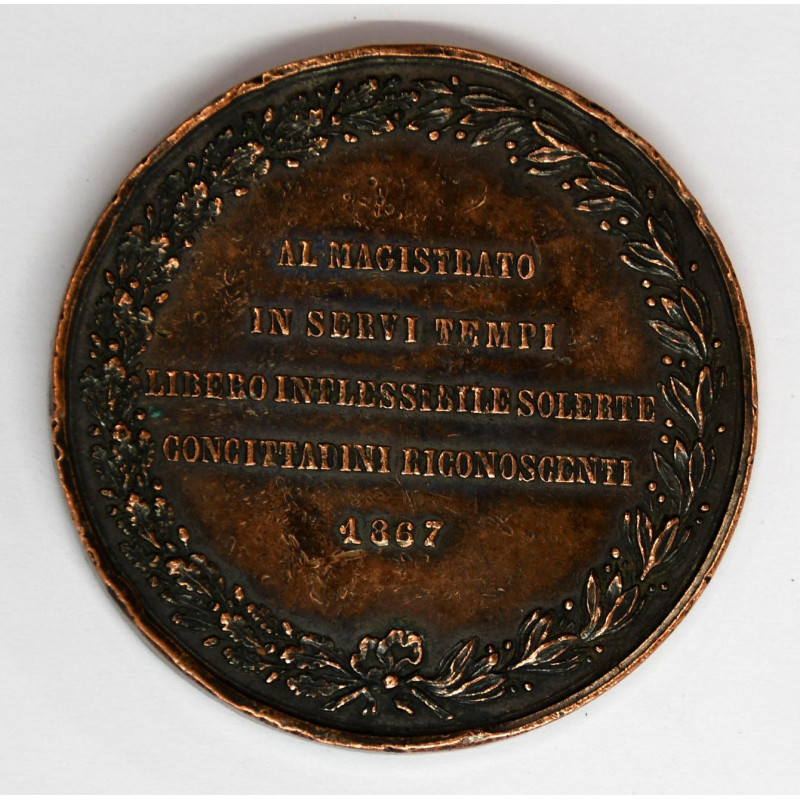 AL MAGISTRATO
IN SERVI TEMPI
LIBERO INFLESSIBILE SOLERTE
CONCITTADINI RICONOSCENTI
1867